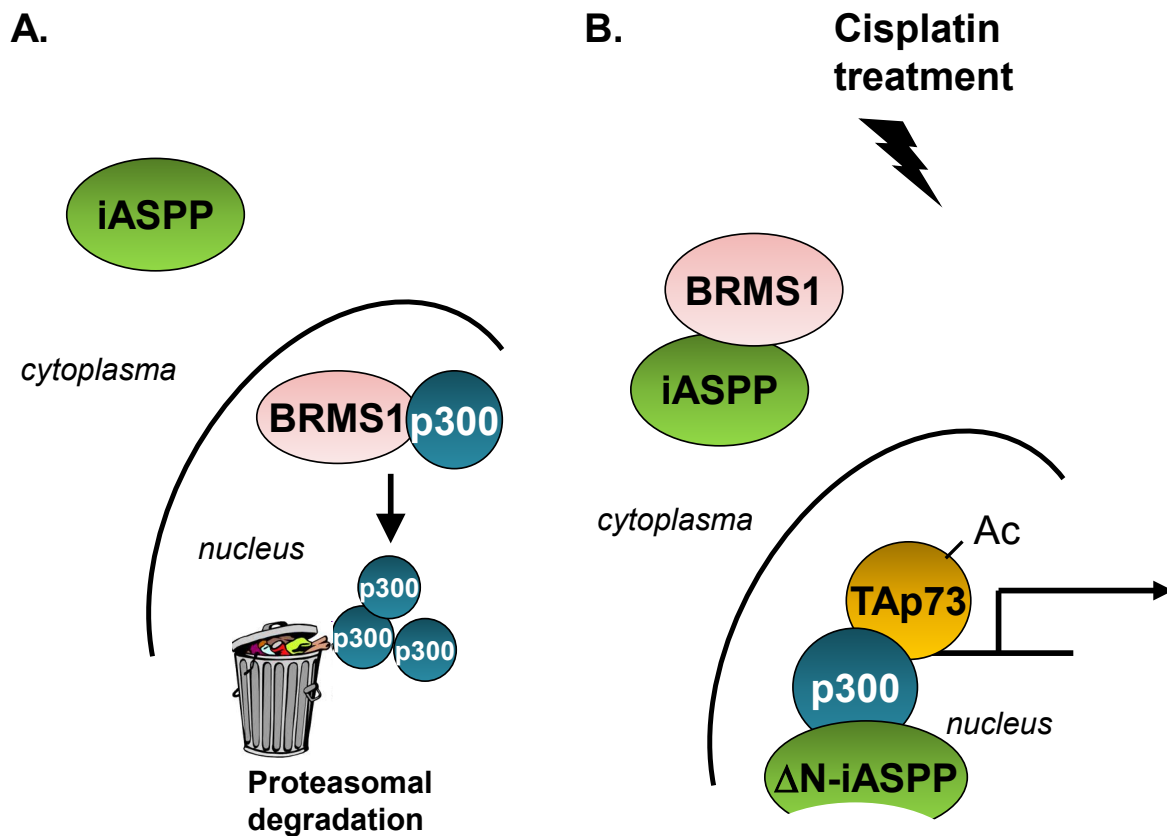 A.
iASPP
cytoplasma
BRMS1
p300
nucleus
p300
p300
p300
Proteasomal
degradation
B.
Cisplatin
treatment
BRMS1
iASPP
cytoplasma
Ac
TAp73
p300
nucleus
ΔN-iASPP